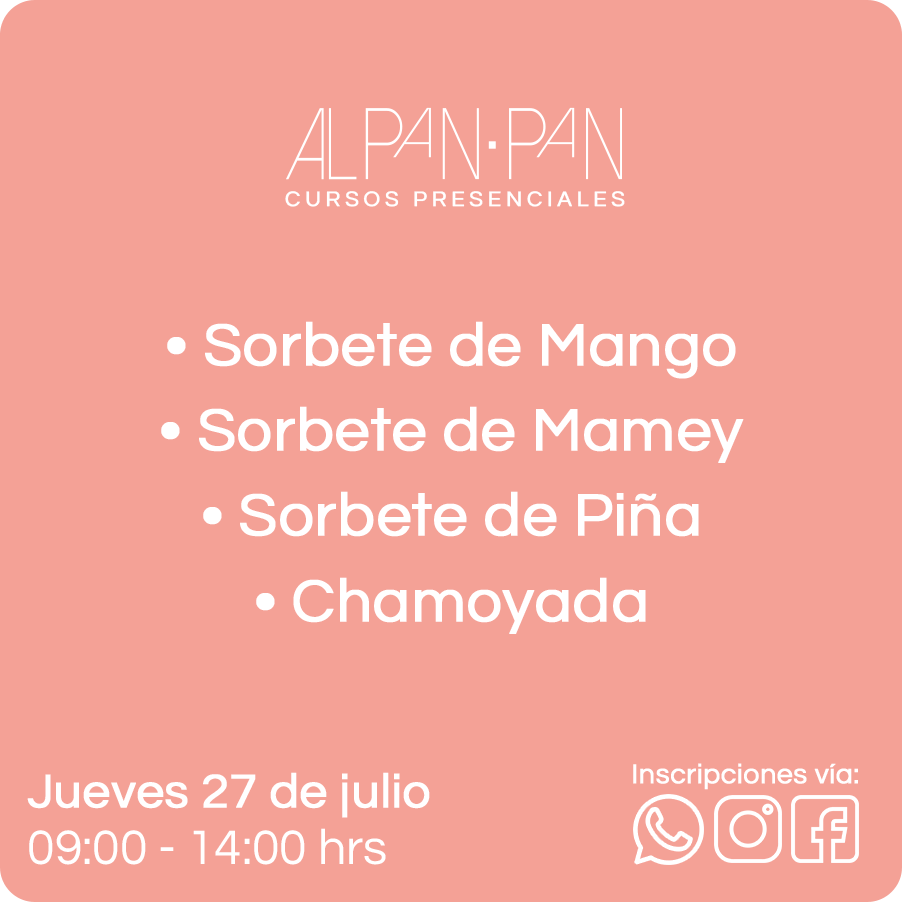 ALPAN·PAN
CURSOS PRESENCIALES
• Sorbete de Mango
• Sorbete de Mamey
• Sorbete de Piña
• Chamoyada
Jueves 27 de julio
09:00 - 14:00 hrs
Inscripciones vía: